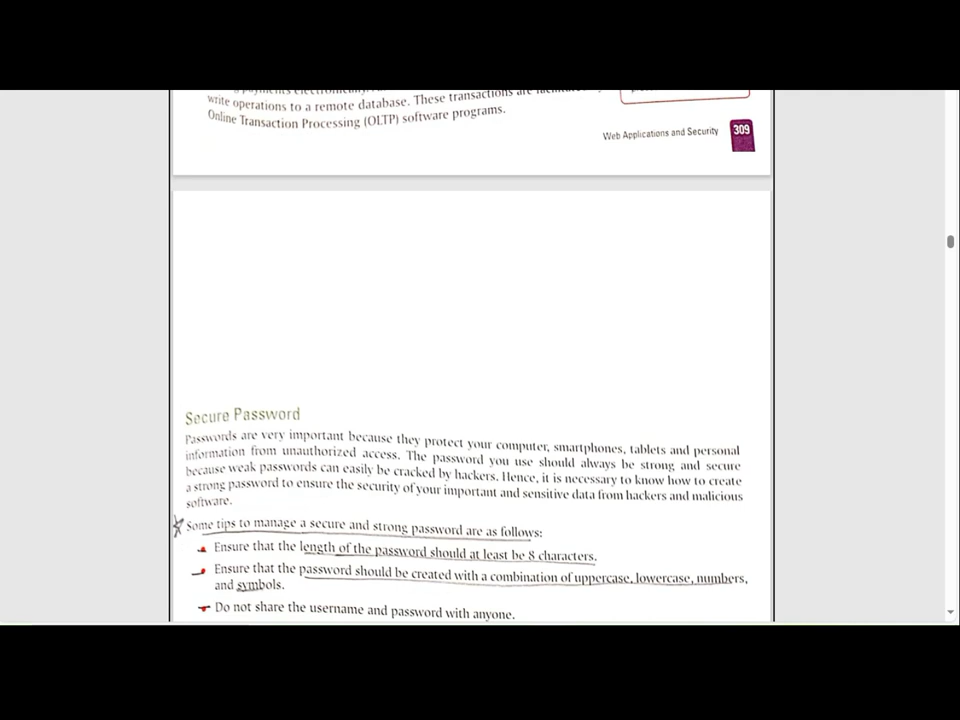 write operations to a remote database. These transactions are
Online Transaction Processing (OLTP) software programs.
Web Applications and Security 309
Secure Password
Passwords are very important because they protect your computer, smartphones, tablets and personal
information from unauthorized access. The password you use should always be strong and secure
because weak passwords can easily be cracked by hackers. Hence, it is necessary to know how to create
a strong password to ensure the security of your important and sensitive data from hackers and malicious
software.
Some tips to manage a secure and strong password are as follows:
Ensure that the length of the password should at least be 8 characters.
Ensure that the password should be created with a combination of uppercase, lowercase, numbers,
and symbols.
Do not share the username and password with anyone.